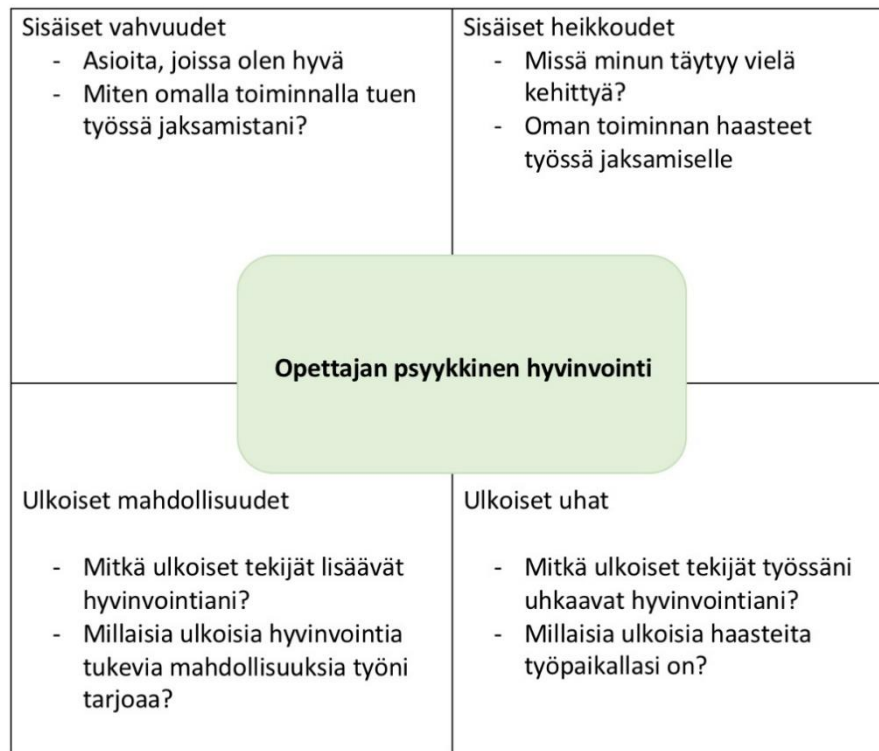 Sisäiset vahvuudet
- Asioita, joissa olen hyvä
- Miten omalla toiminnalla tuen
työssä jaksamistani?
Sisäiset heikkoudet
- Missä minun täytyy vielä
kehittyä?
- Oman toiminnan haasteet
työssä jaksamiselle
Opettajan psyykkinen hyvinvointi
Ulkoiset mahdollisuudet
- Mitkä ulkoiset tekijät lisäävät
hyvinvointiani?
- Millaisia ulkoisia hyvinvointia
tukevia mahdollisuuksia työni
tarjoaa?
Ulkoiset uhat
- Mitkä ulkoiset tekijät työssäni
uhkaavat hyvinvointiani?
- Millaisia ulkoisia haasteita
työpaikallasi on?